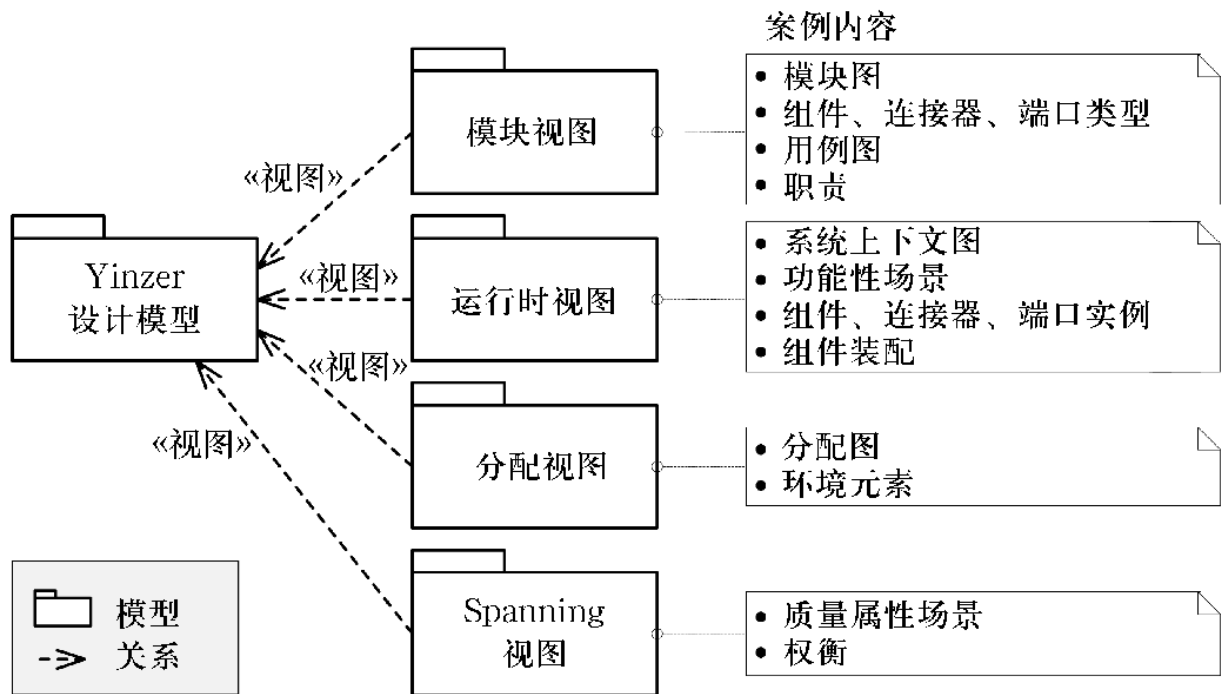 案例内容
• 模块图
• 组件、连接器、端口类型
• 用例图
• 职责
模块视图
«视图»
• 系统上下文图
• 功能性场景
• 组件、连接器、端口实例
• 组件装配
运行时视图
«视图»
Yinzer
设计模型
«视图»
• 分配图
• 环境元素
分配视图
«视图»
Spanning
视图
• 质量属性场景
• 权衡
模型
关系